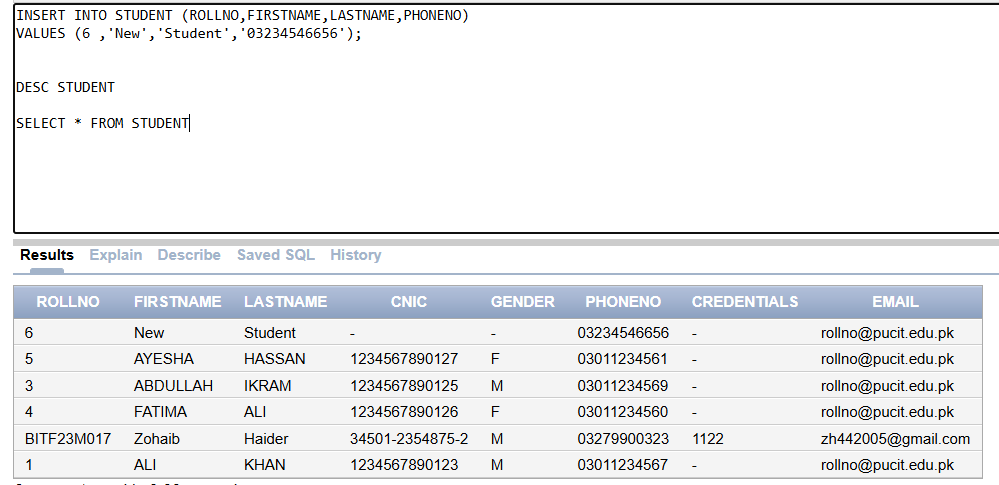 INSERT INTO STUDENT (ROLLNO,FIRSTNAME,LASTNAME,PHONENO)
VALUES (6 ,'New','Student','03234546656');
DESC STUDENT
SELECT * FROM STUDENT
Results Explain Describe Saved SQL History
ROLLNO FIRSTNAME LASTNAME CNIC GENDER PHONENO CREDENTIALS EMAIL
6 New Student - - 03234546656 - rollno@pucit.edu.pk
5 AYESHA HASSAN 1234567890127 F 03011234561 - rollno@pucit.edu.pk
3 ABDULLAH IKRAM 1234567890125 M 03011234569 - rollno@pucit.edu.pk
4 FATIMA ALI 1234567890126 F 03011234560 - rollno@pucit.edu.pk
BITF23M017 Zohaib Haider 34501-2354875-2 M 03279900323 1122 zh442005@gmail.com
1 ALI KHAN 1234567890123 M 03011234567 - rollno@pucit.edu.pk